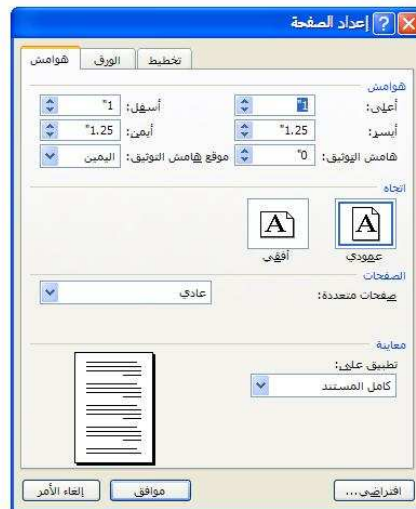 إعداد الصفحة
هوامش الورق تخطيط
هوامش
أعلى: 1" أسفل: 1"
أيسر: 1.25" أيمن: 1.25"
هامش التوثيق: 0" موقع هامش التوثيق: اليمين
اتجاه
A A
عمودي أفقي
الصفحات
صفحات متعددة: عادي
معاينة
تطبيق على:
كامل المستند
افتراضي... موافق إلغاء الأمر